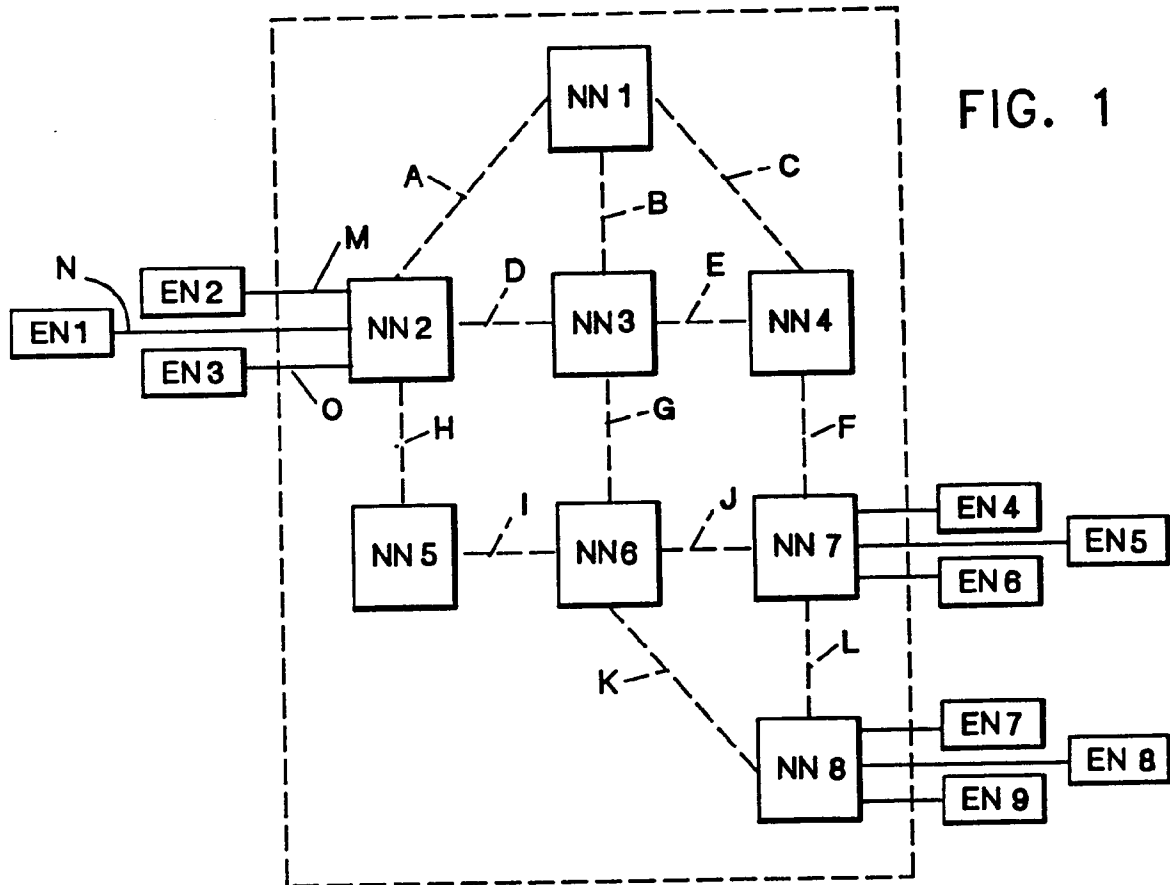 FIG. 1
NN 1
A
B
C
N
M
D
E
EN 2
EN 1
EN 3
NN 2
NN 3
NN 4
O
H
G
F
I
J
NN 5
NN 6
NN 7
EN 4
EN 5
EN 6
K
L
NN 8
EN 7
EN 8
EN 9